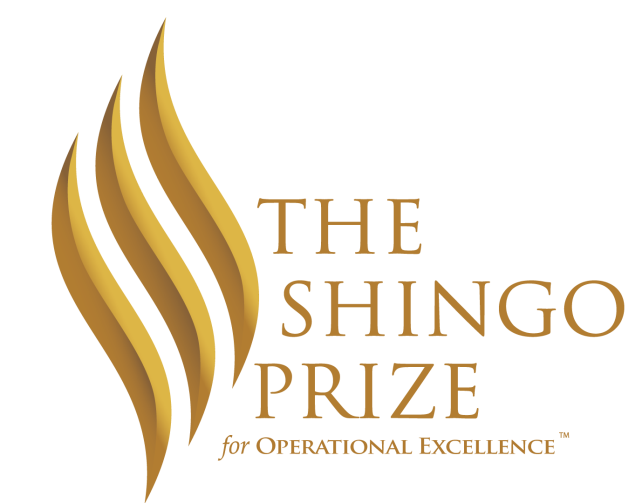 THE
SHINGO
PRIZE
for OPERATIONAL EXCELLENCE™